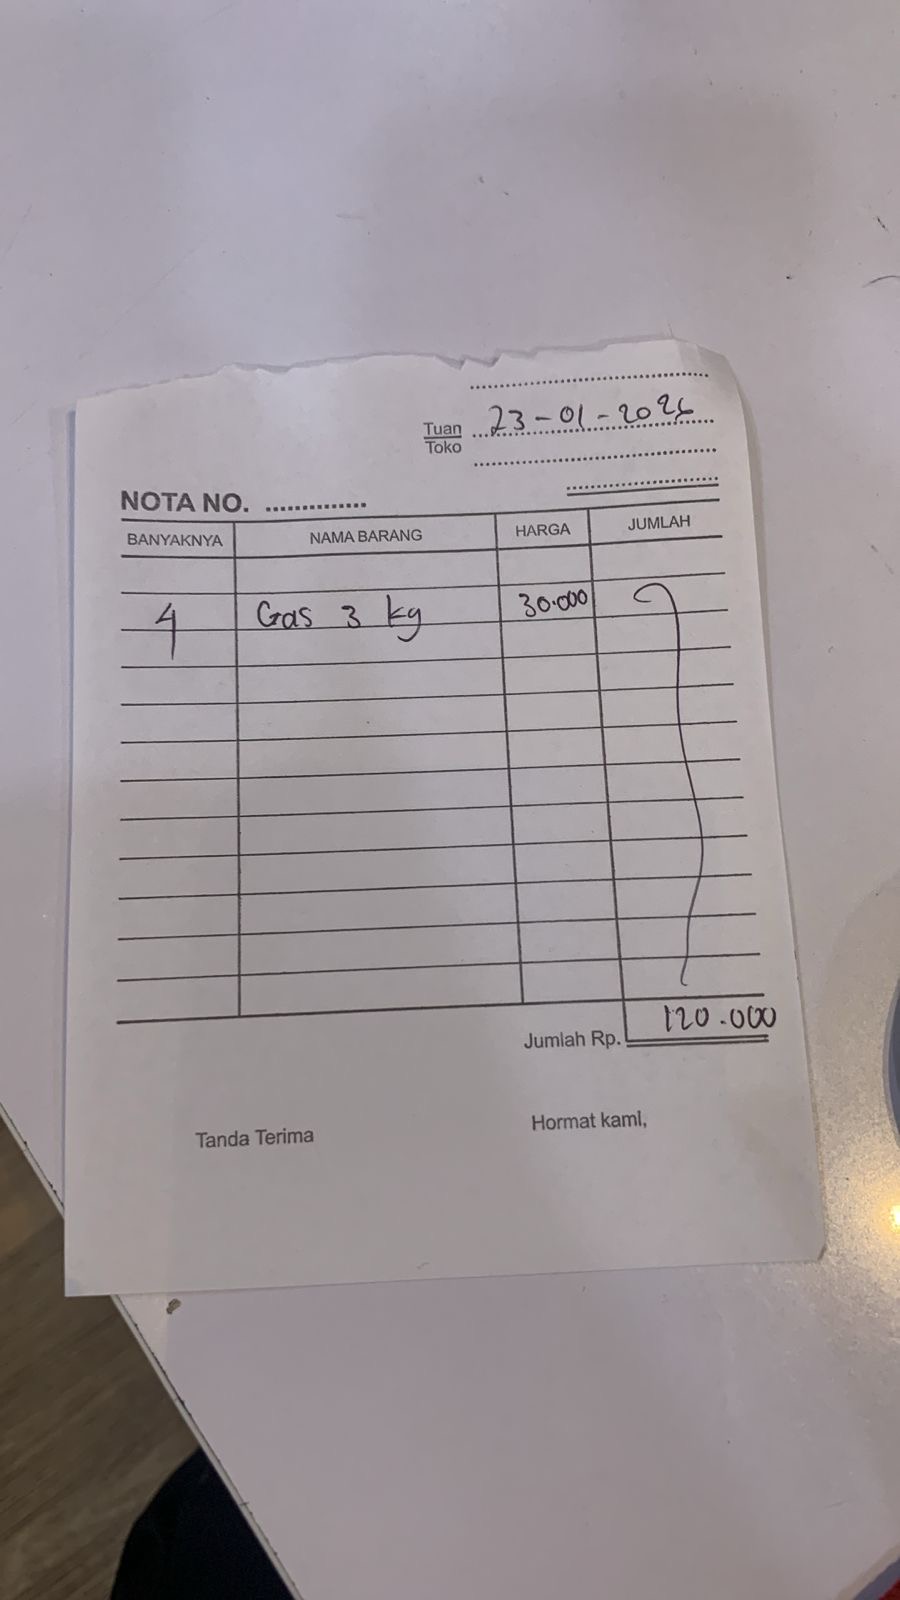 Tuan 23-01-2026
Toko
NOTA NO. ..............
BANYAKNYA NAMA BARANG HARGA JUMLAH
4 Gas 3 kg 30.000
Jumlah Rp. 120.000
Tanda Terima Hormat kami,